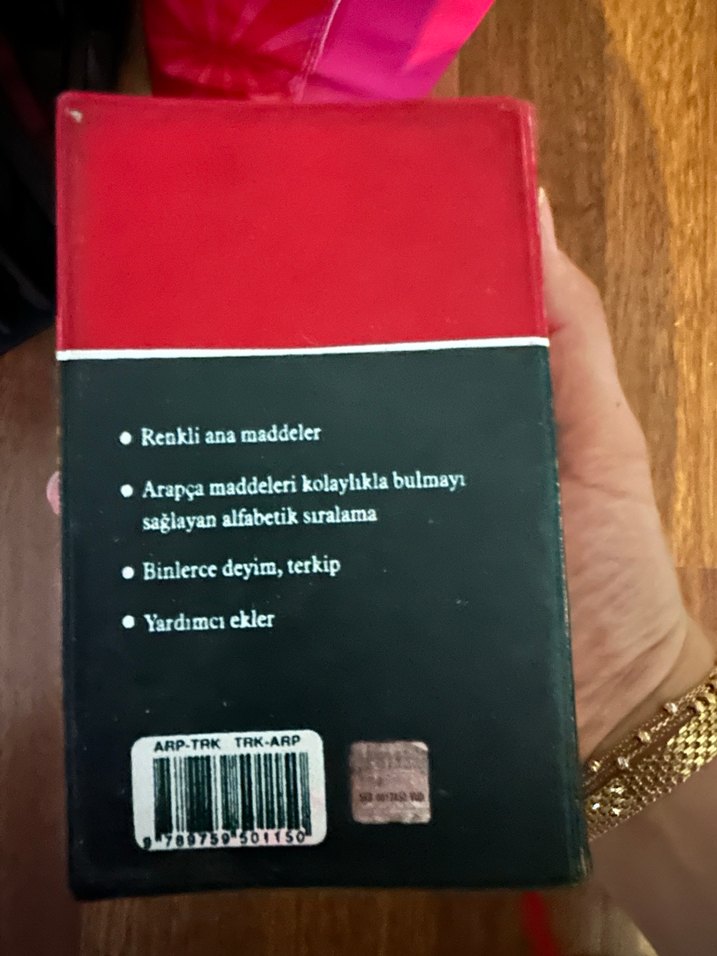 • Renkli ana maddeler
• Arapça maddeleri kolaylıkla bulmayı
sağlayan alfabetik sıralama
• Binlerce deyim, terkip
• Yardımcı ekler
ARP-TRK TRK-ARP
9 789759 501150